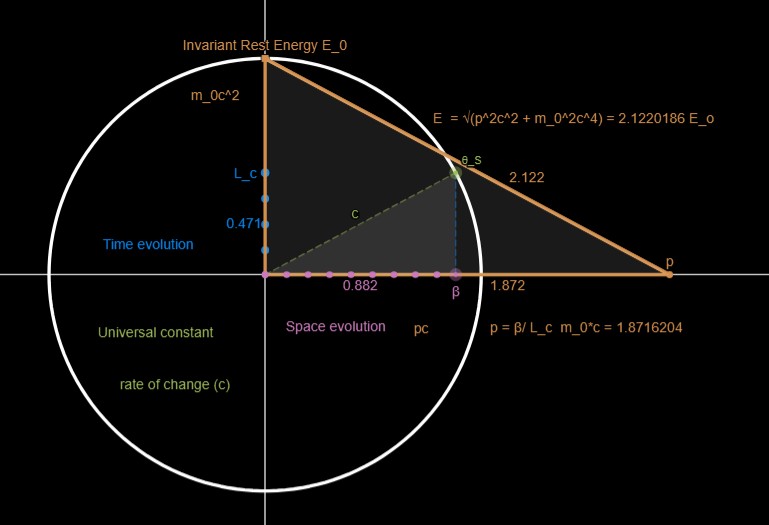 Invariant Rest Energy E_0
m_0c^2
E = √(p^2c^2 + m_0^2c^4) = 2.1220186 E_o
θ_S
L_c
2.122
c
0.471
Time evolution
p
0.882
β
1.872
Space evolution
pc
p = β/ L_c m_0*c = 1.8716204
Universal constant
rate of change (c)